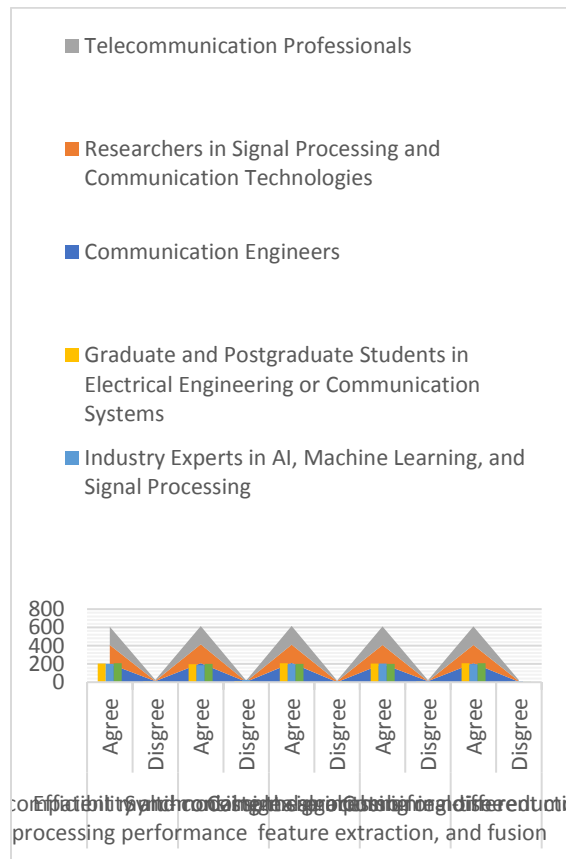 Telecommunication Professionals
Researchers in Signal Processing and
Communication Technologies
Communication Engineers
Graduate and Postgraduate Students in
Electrical Engineering or Communication
Systems
Industry Experts in AI, Machine Learning, and
Signal Processing
800
600
400
200
0
Agree
Disgree
Agree
Disgree
Agree
Disgree
Agree
Disgree
Agree
Disgree
processing performance feature extraction, and fusion